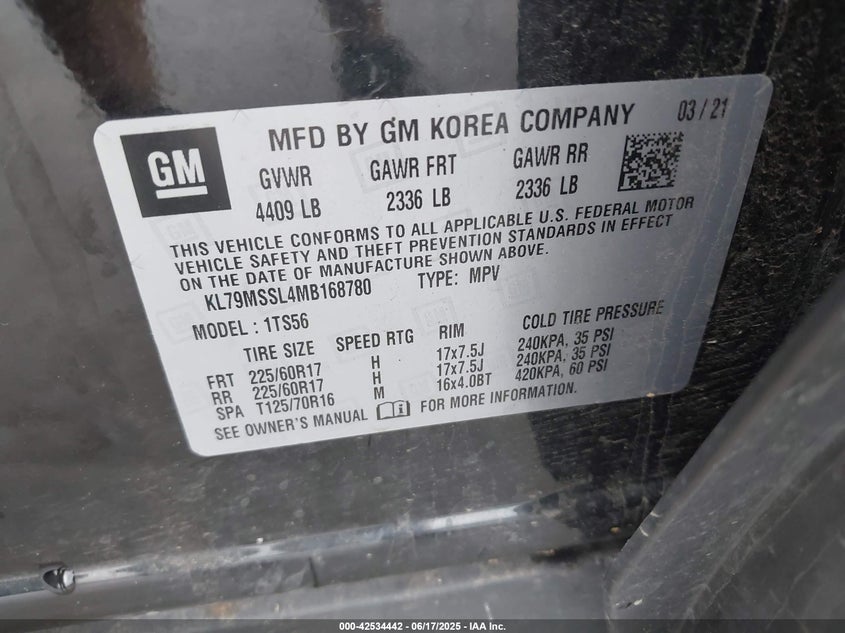 GM
MFD BY GM KOREA COMPANY 03 / 21
GVWR GAWR FRT GAWR RR
4409 LB 2336 LB 2336 LB
THIS VEHICLE CONFORMS TO ALL APPLICABLE U.S. FEDERAL MOTOR
VEHICLE SAFETY AND THEFT PREVENTION STANDARDS IN EFFECT
ON THE DATE OF MANUFACTURE SHOWN ABOVE.
KL79MSSL4MB168780 TYPE: MPV
MODEL : 1TS56
TIRE SIZE SPEED RTG RIM COLD TIRE PRESSURE
FRT 225/60R17 H 17x7.5J 240KPA, 35 PSI
RR 225/60R17 H 17x7.5J 240KPA, 35 PSI
SPA T125/70R16 M 16x4.0BT 420KPA, 60 PSI
SEE OWNER'S MANUAL FOR MORE INFORMATION.
000-42534442 - 06/17/2025 - IAA Inc.